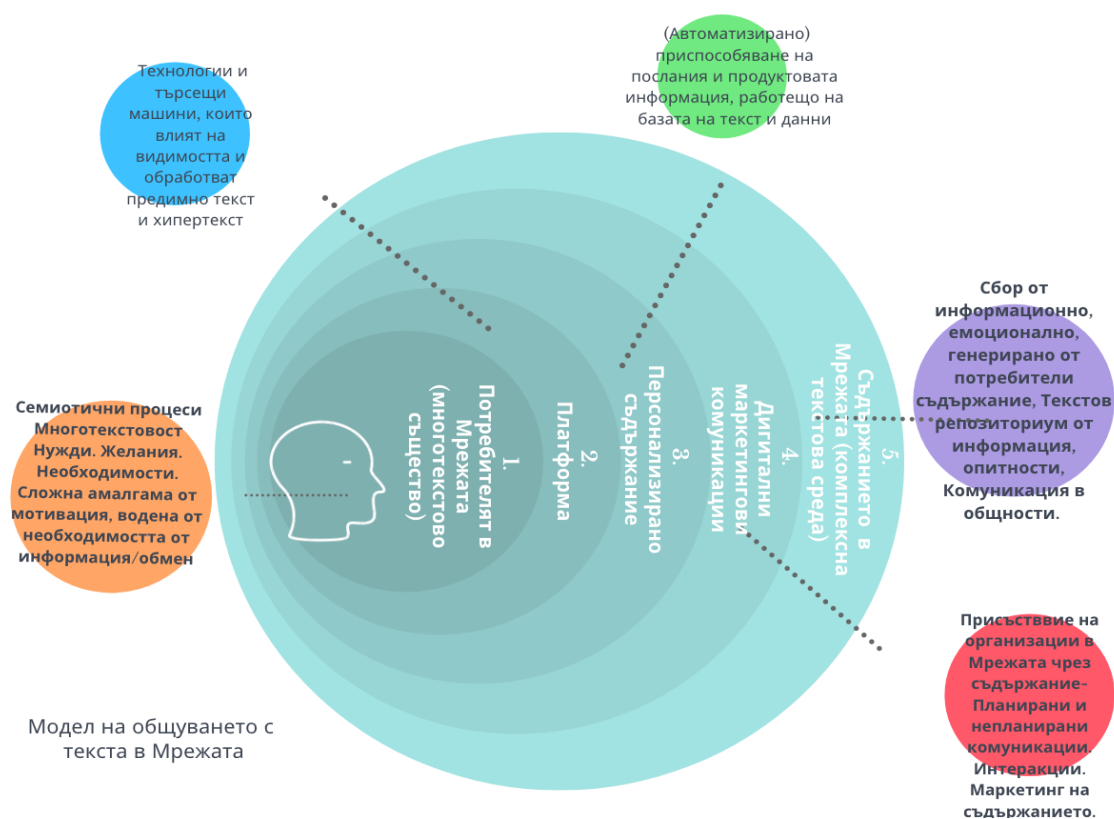 (Автоматизирано)
приспособяване на
послания и продуктовата
информация, работещо на
базата на текст и данни
Технологии и
търсещи
машини, които
влият на
видимостта и
обработват
предимно текст
и хипертекст
Сбор от
информационно,
емоционално,
генерирано от
потребители
съдържание, Текстов
репозиториум от
информация,
опитности,
Комуникация в
общности.
Семиотични процеси
Многотекстовост
Нужди. Желания.
Необходимости.
Сложна амалгама от
мотивация, водена от
необходимостта от
информация/обмен
1.
Потребителят в
Мрежата
(многотекстово
същество)
2.
Платформа
3.
Персонализирано
съдържание
4.
Дигитални
маркетингови
комуникации
5.
Съдържанието в
Мрежата (комплексна
текстова среда)
Присъстввие на
организации в
Мрежата чрез
съдържание-
Планирани и
непланирани
комуникации.
Интеракции.
Маркетинг на
съдържанието.
Модел на общуването с
текста в Мрежата